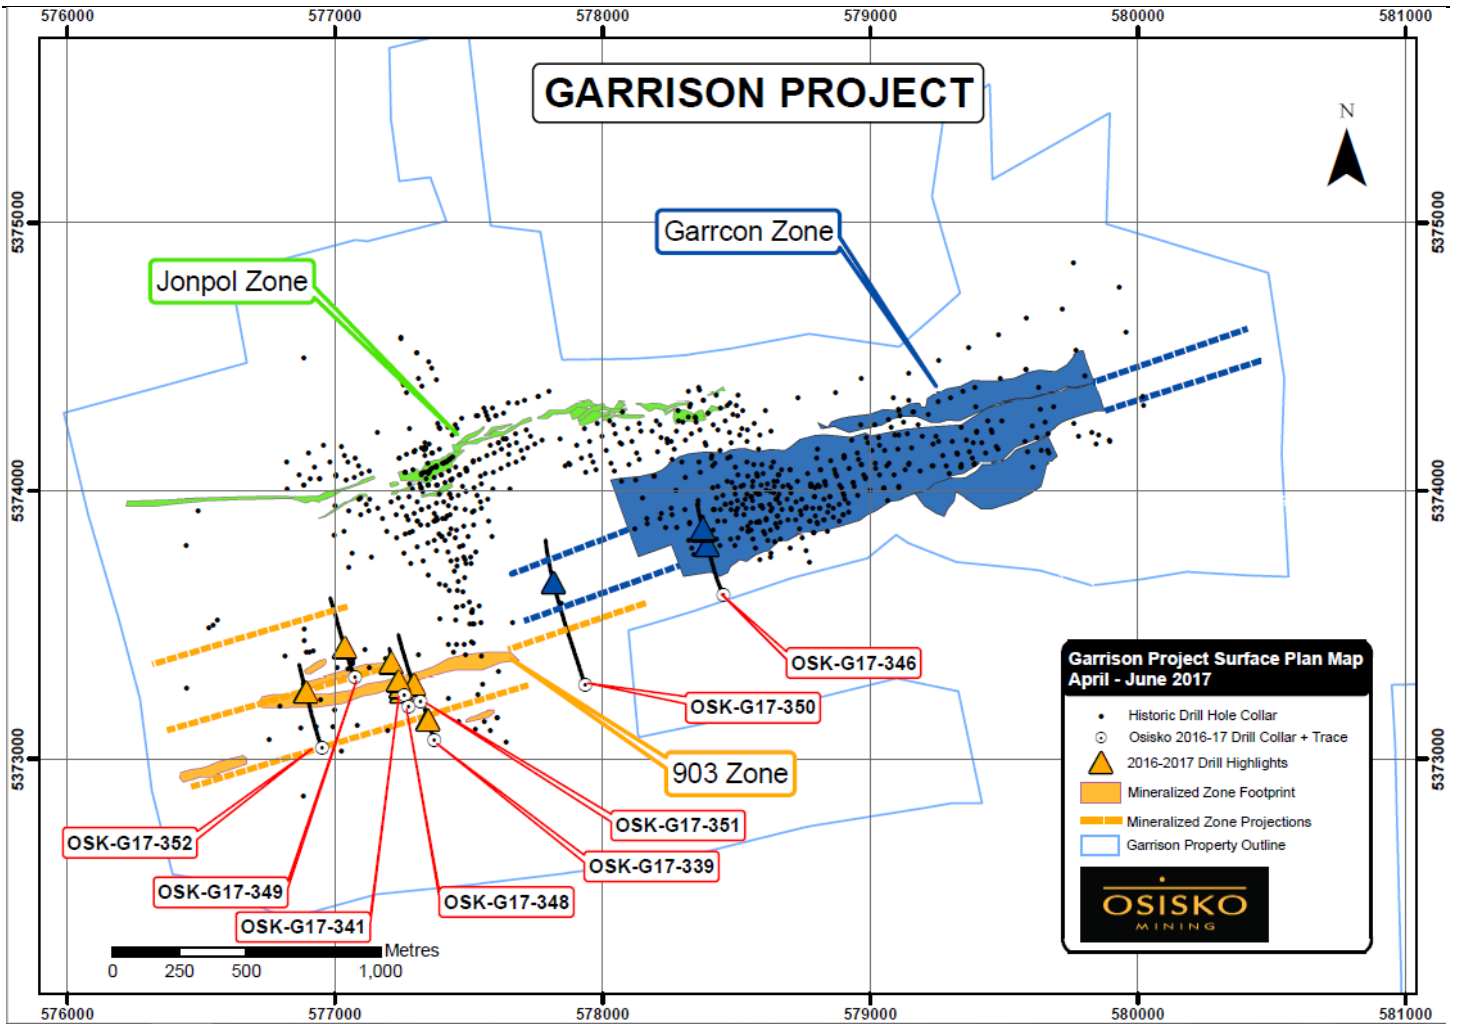 576000
577000
578000
579000
580000
581000
GARRISON PROJECT
N
5375000
5375000
Garrcon Zone
Jonpol Zone
5374000
5374000
OSK-G17-346
OSK-G17-350
903 Zone
5373000
5373000
OSK-G17-352
OSK-G17-351
OSK-G17-339
OSK-G17-349
OSK-G17-348
OSK-G17-341
Garrison Project Surface Plan Map
April - June 2017
Historic Drill Hole Collar
Osisko 2016-17 Drill Collar + Trace
2016-2017 Drill Highlights
Mineralized Zone Footprint
Mineralized Zone Projections
Garrison Property Outline
OSISKO
MINING
Metres
0 250 500 1,000
576000
577000
578000
579000
580000
581000